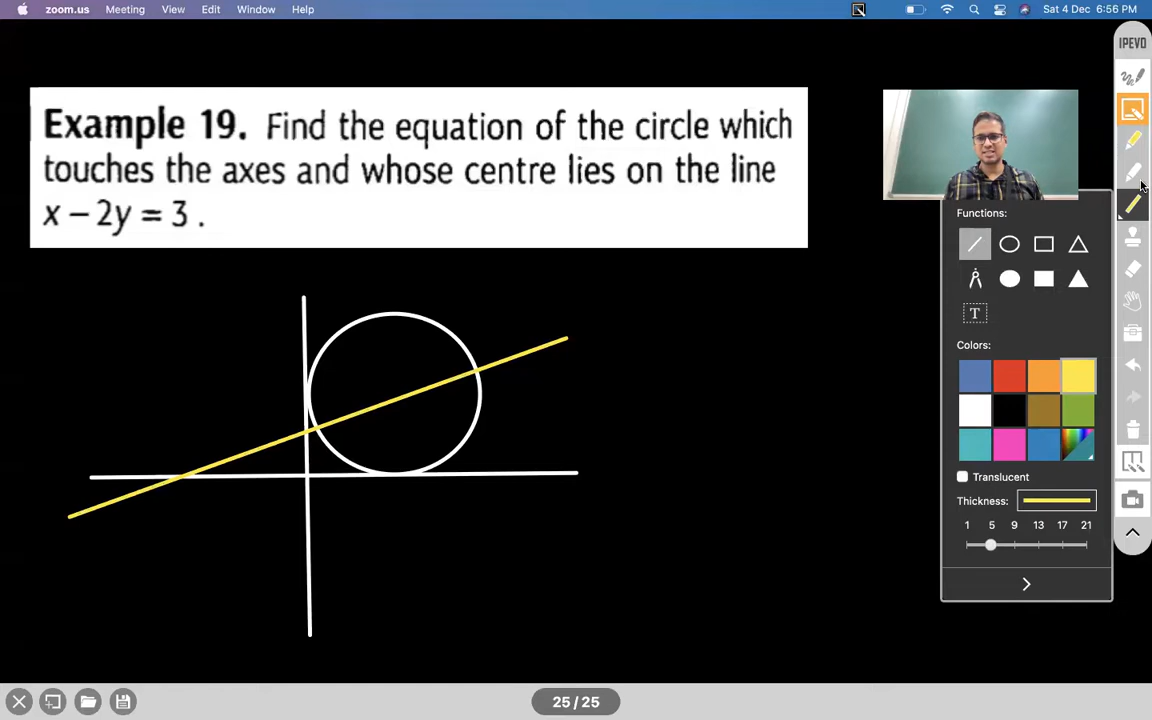 zoom.us Meeting View Edit Window Help Sat 4 Dec 6:56 PM
IPEVO
Example 19. Find the equation of the circle which
touches the axes and whose centre lies on the line
x – 2y = 3 .
Functions:
T
Colors:
Translucent
Thickness:
1 5 9 13 17 21
25 / 25